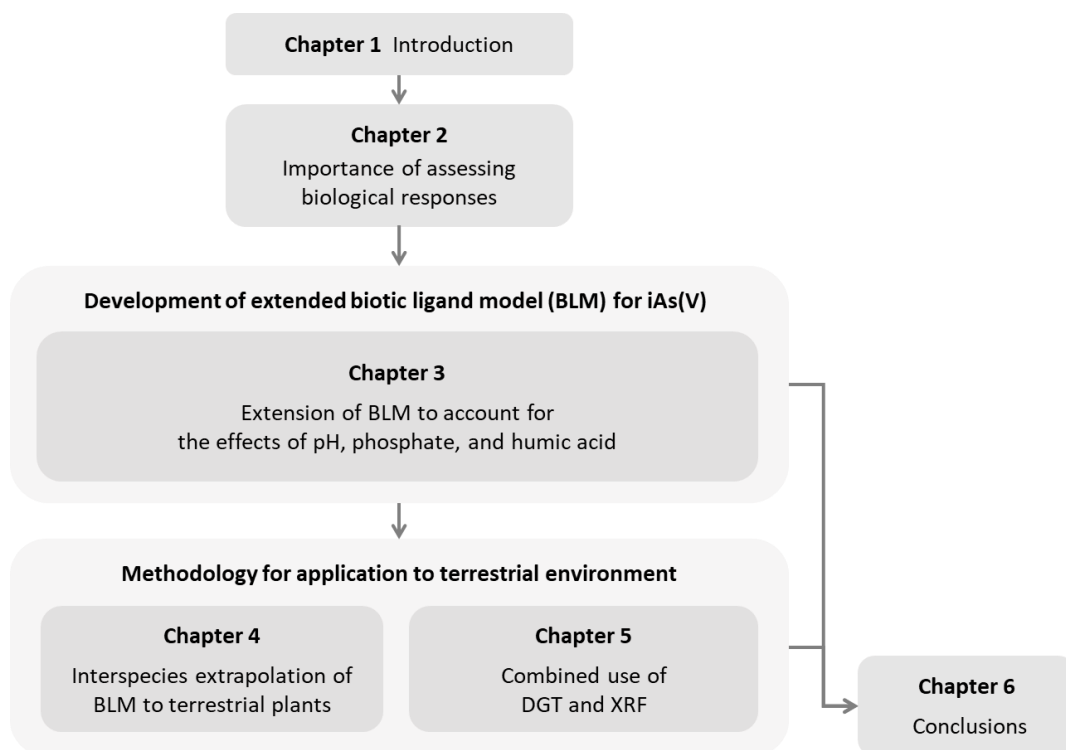 Chapter 1 Introduction
Chapter 2
Importance of assessing
biological responses
Development of extended biotic ligand model (BLM) for iAs(V)
Chapter 3
Extension of BLM to account for
the effects of pH, phosphate, and humic acid
Methodology for application to terrestrial environment
Chapter 4
Interspecies extrapolation of
BLM to terrestrial plants
Chapter 5
Combined use of
DGT and XRF
Chapter 6
Conclusions